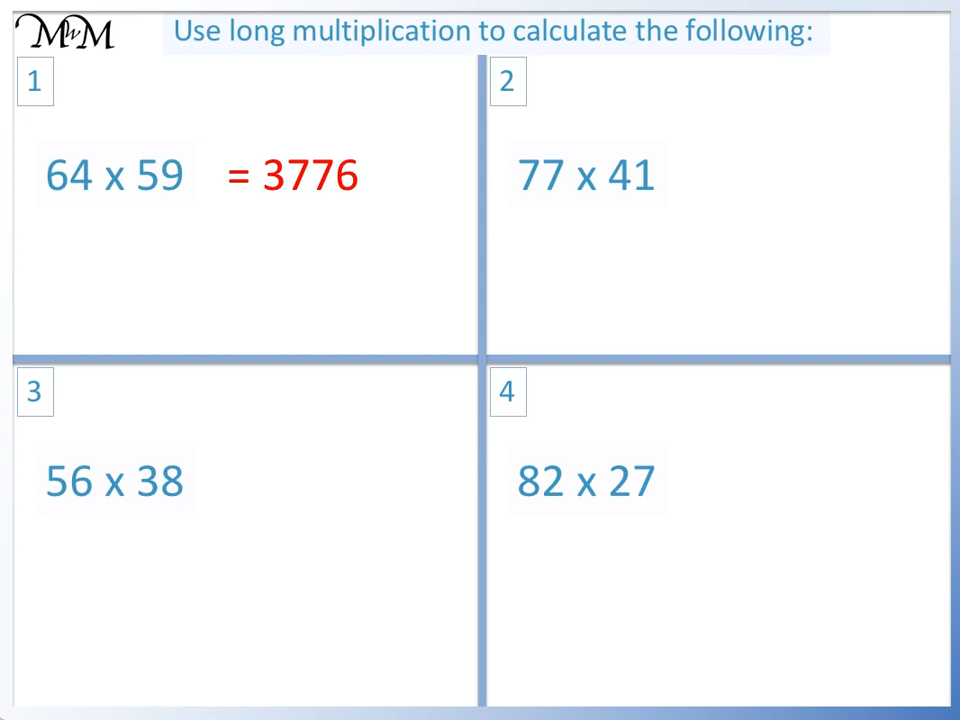 MwM
Use long multiplication to calculate the following:
1
64 x 59 = 3776
2
77 x 41
3
56 x 38
4
82 x 27